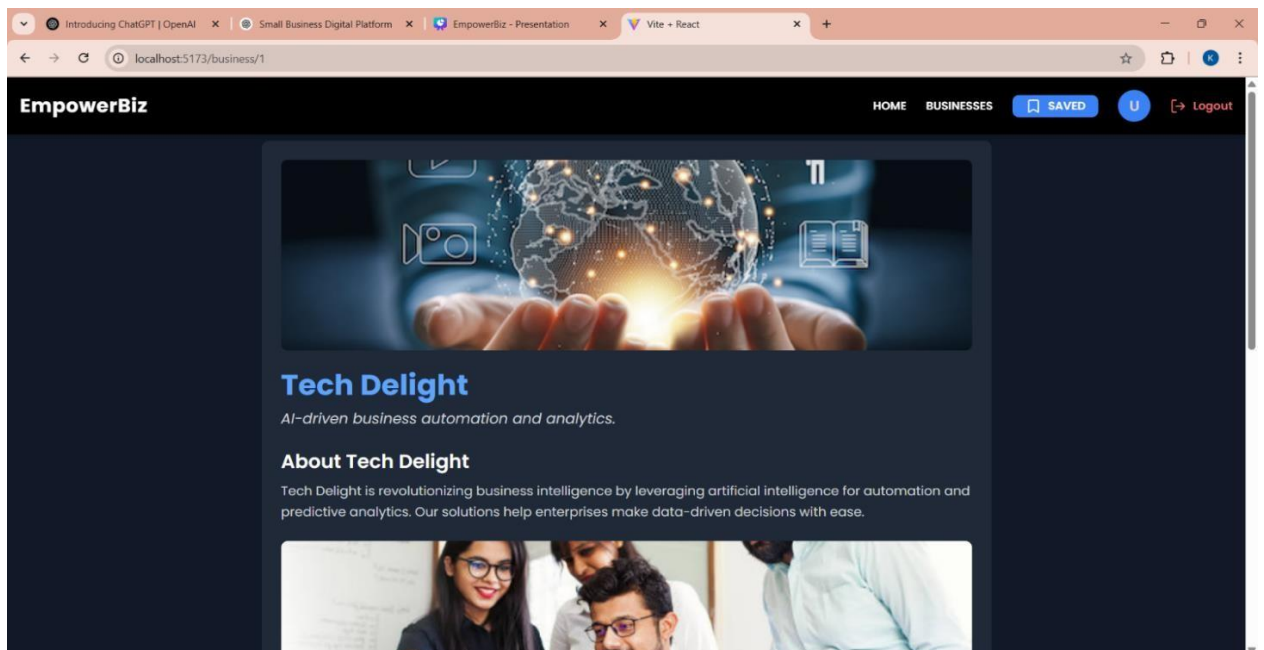 Introducing ChatGPT | OpenAI
Small Business Digital Platform
EmpowerBiz - Presentation
Vite + React
localhost:5173/business/1
K
EmpowerBiz
HOME BUSINESSES SAVED U Logout
Tech Delight
AI-driven business automation and analytics.
About Tech Delight
Tech Delight is revolutionizing business intelligence by leveraging artificial intelligence for automation and
predictive analytics. Our solutions help enterprises make data-driven decisions with ease.